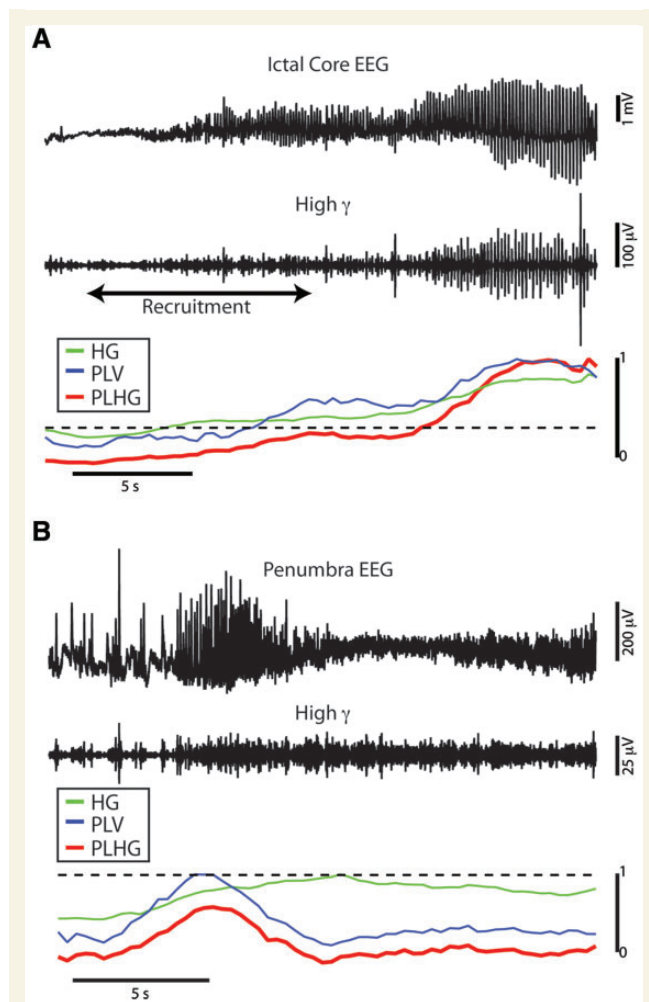 A
Ictal Core EEG
1 mV
High γ
100 μV
Recruitment
HG
PLV
PLHG
1
0
5 s
B
Penumbra EEG
200 μV
High γ
25 μV
HG
PLV
PLHG
1
0
5 s